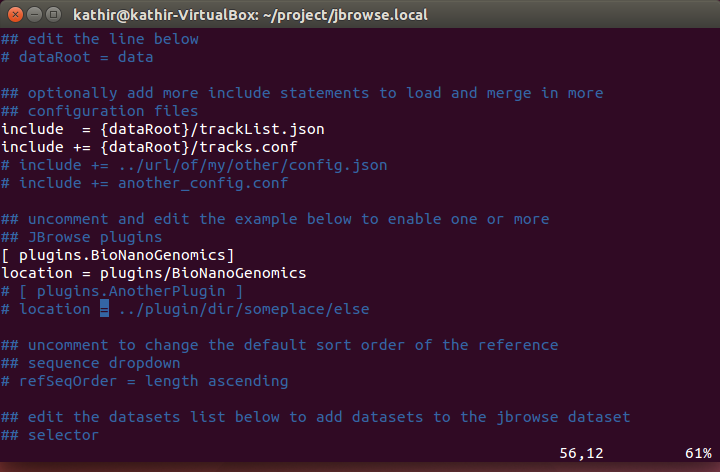 kathir@kathir-VirtualBox: ~/project/jbrowse.local
## edit the line below
# dataRoot = data
## optionally add more include statements to load and merge in more
## configuration files
include  = {dataRoot}/trackList.json
include += {dataRoot}/tracks.conf
# include += ../url/of/my/other/config.json
# include += another_config.conf
## uncomment and edit the example below to enable one or more
## JBrowse plugins
[ plugins.BioNanoGenomics]
location = plugins/BioNanoGenomics
# [ plugins.AnotherPlugin ]
# location = ../plugin/dir/someplace/else
## uncomment to change the default sort order of the reference
## sequence dropdown
# refSeqOrder = length ascending
## edit the datasets list below to add datasets to the jbrowse dataset
## selector
56,12 61%